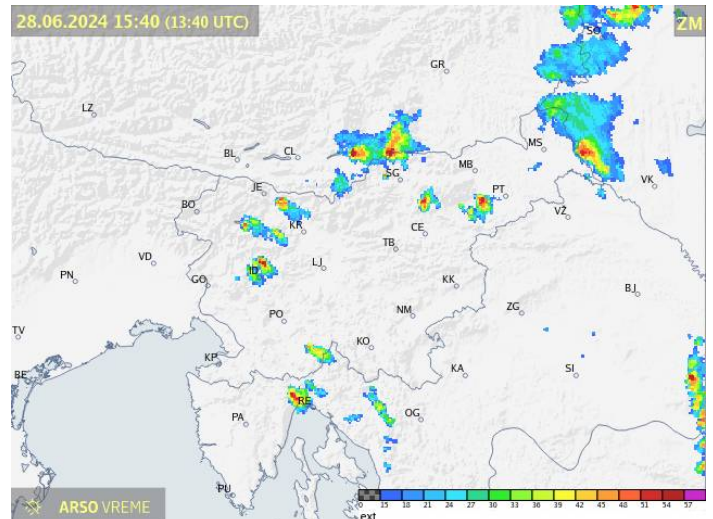 28.06.2024 15:40 (13:40 UTC)
ZM
SO
GR
LZ
BL
CL
MS
SG
MB
VK
JE
PT
BO
KR
VŽ
CE
TB
VD
LJ
ID
PN
GO
KK
BJ
PO
NM
ZG
TV
KO
KP
BE
KA
SI
RE
PA
OG
PU
ARSO VREME
0 15 18 21 24 27 30 33 36 39 42 45 48 51 54 57
ext